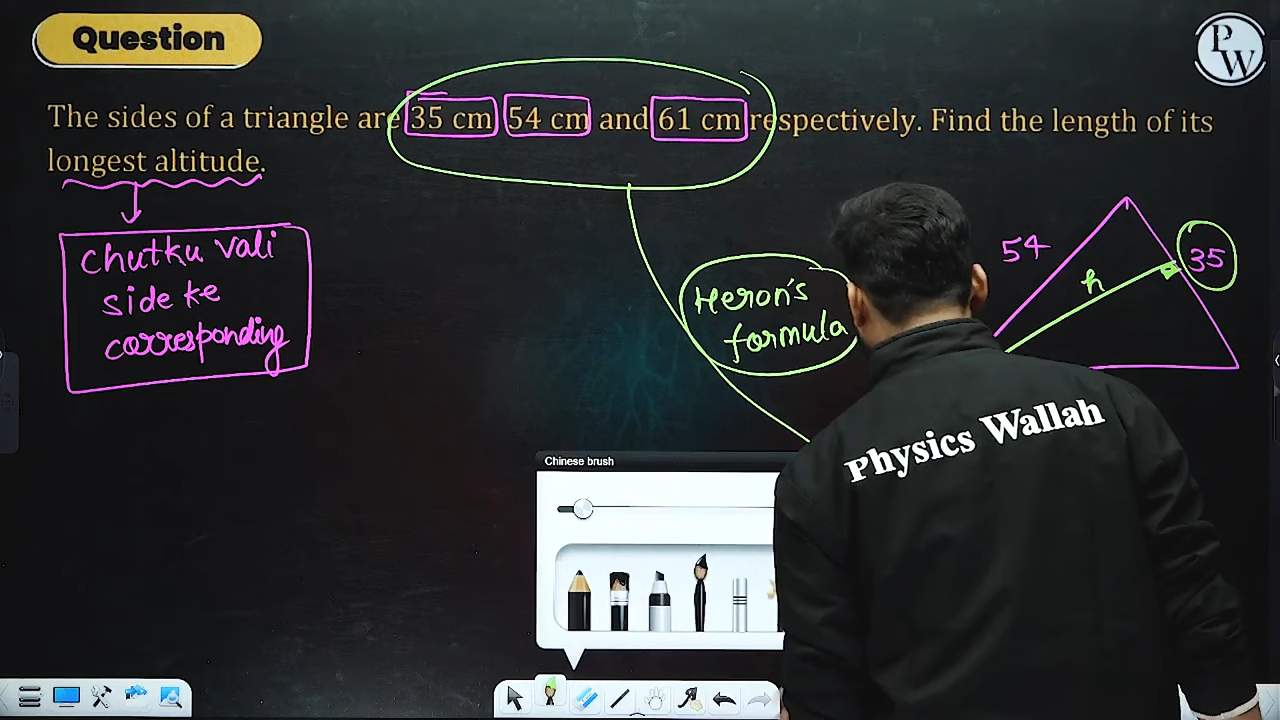 Question
PW
The sides of a triangle are 35 cm 54 cm and 61 cm respectively. Find the length of its
longest altitude.
chutku vali
side ke
corresponding
Heron's
formula
54
h
35
Physics Wallah
Chinese brush